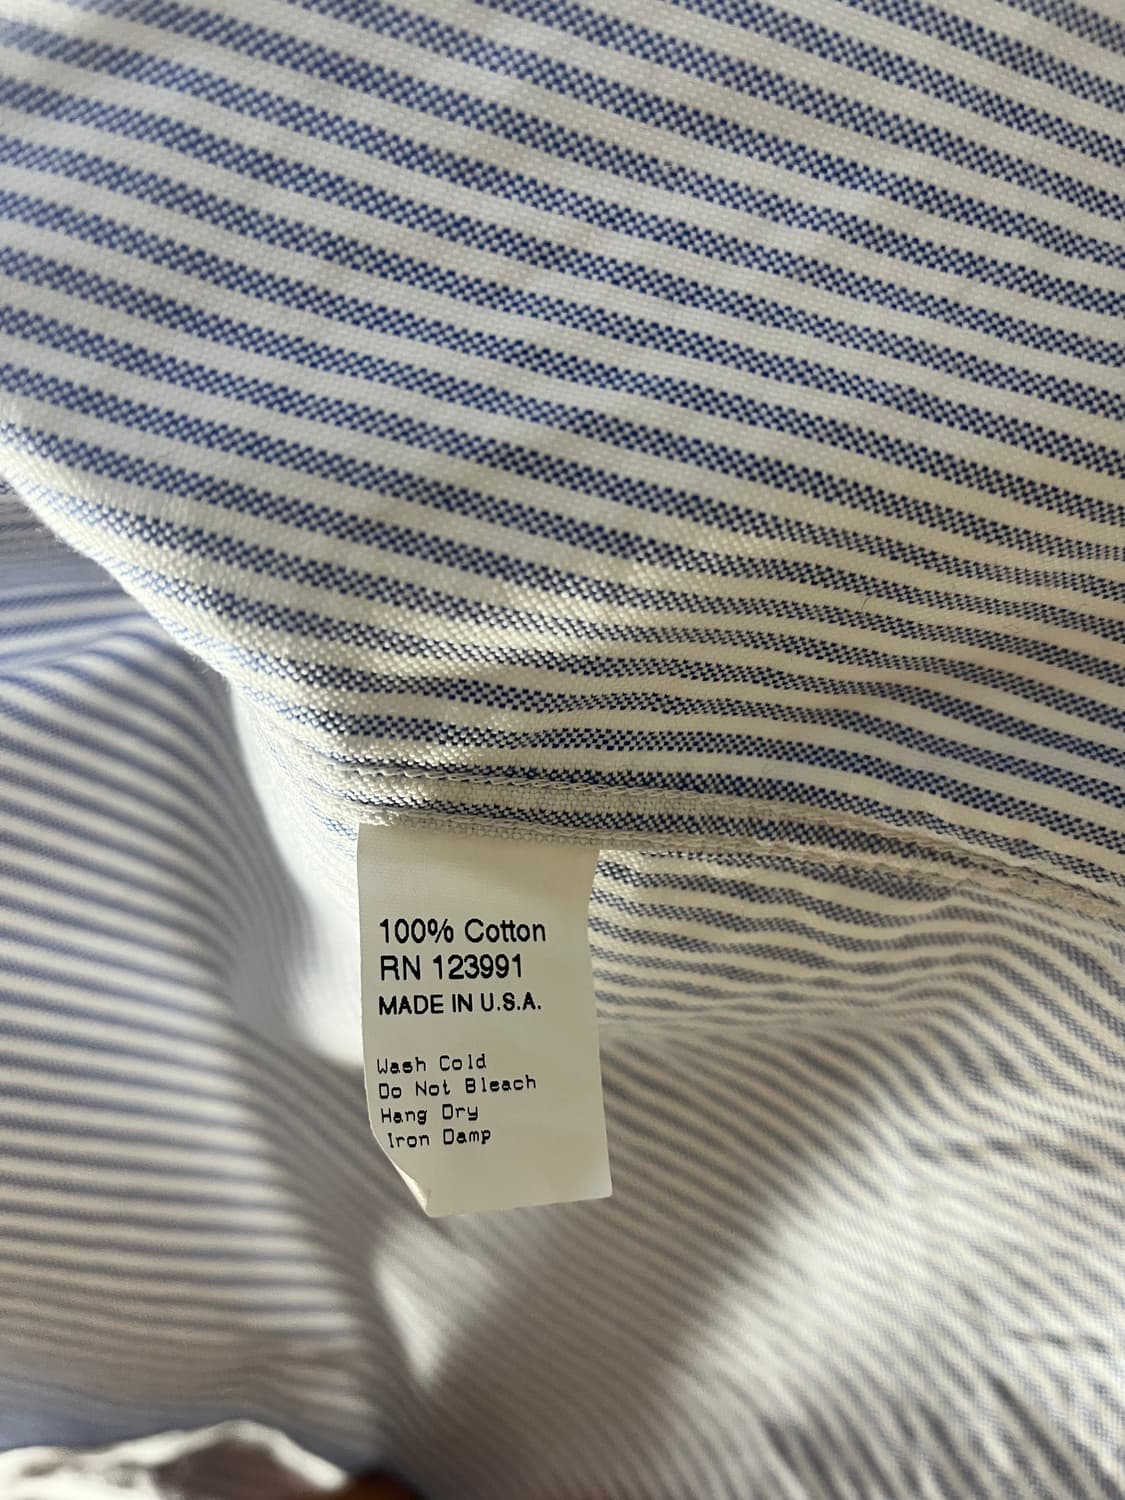 100% Cotton
RN 123991
MADE IN U.S.A.
Wash Cold
Do Not Bleach
Hang Dry
Iron Damp